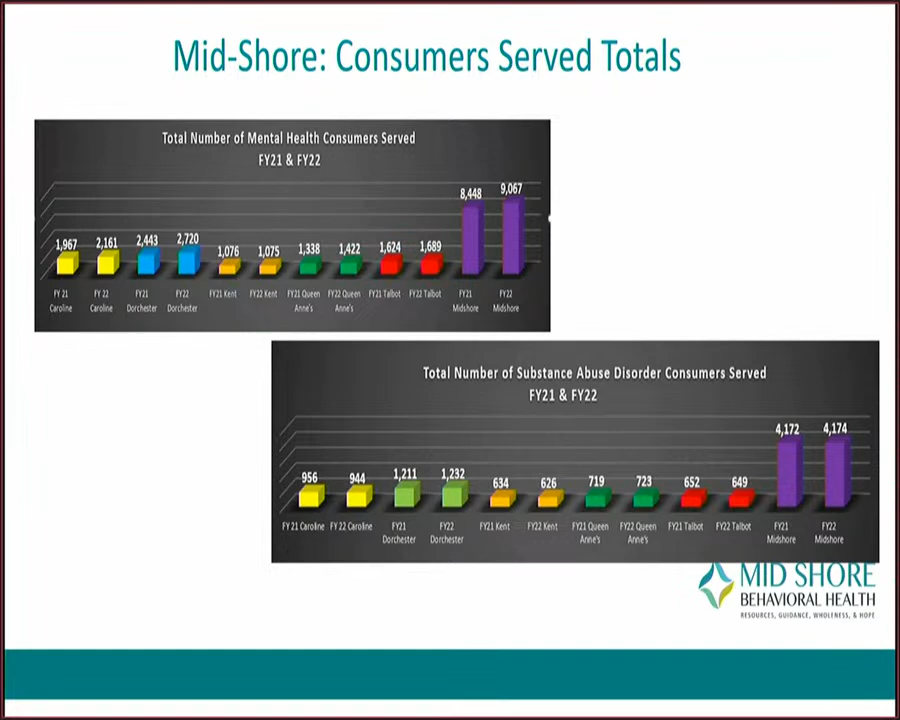 Mid-Shore: Consumers Served Totals
Total Number of Mental Health Consumers Served
FY21 & FY22
1,967 2,161 2,443 2,720 1,076 1,075 1,338 1,422 1,624 1,689 8,448 9,067
FY 21 FY 22 FY21 FY22 FY21 Kent FY22 Kent FY21 Queen FY22 Queen FY21 Talbot FY22 Talbot FY21 FY22
Caroline Caroline Dorchester Dorchester Anne's Anne's Midshore Midshore
Total Number of Substance Abuse Disorder Consumers Served
FY21 & FY22
956 944 1,211 1,232 634 626 719 723 652 649 4,172 4,174
FY 21 Caroline FY 22 Caroline FY21 FY22 FY21 Kent FY22 Kent FY21 Queen FY22 Queen FY21 Talbot FY22 Talbot FY21 FY22
Dorchester Dorchester Anne's Anne's Midshore Midshore
MID SHORE
BEHAVIORAL HEALTH
RESOURCES, GUIDANCE, WHOLENESS, & HOPE